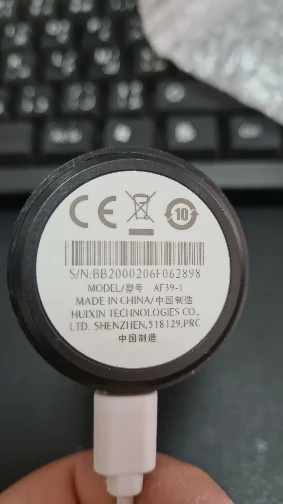 CE 10
S/N:BB2000206F062898
MODEL/型号 AF39-1
MADE IN CHINA/中国制造
HUIXIN TECHNOLOGIES CO.,
LTD. SHENZHEN,518129,PRC
中国制造